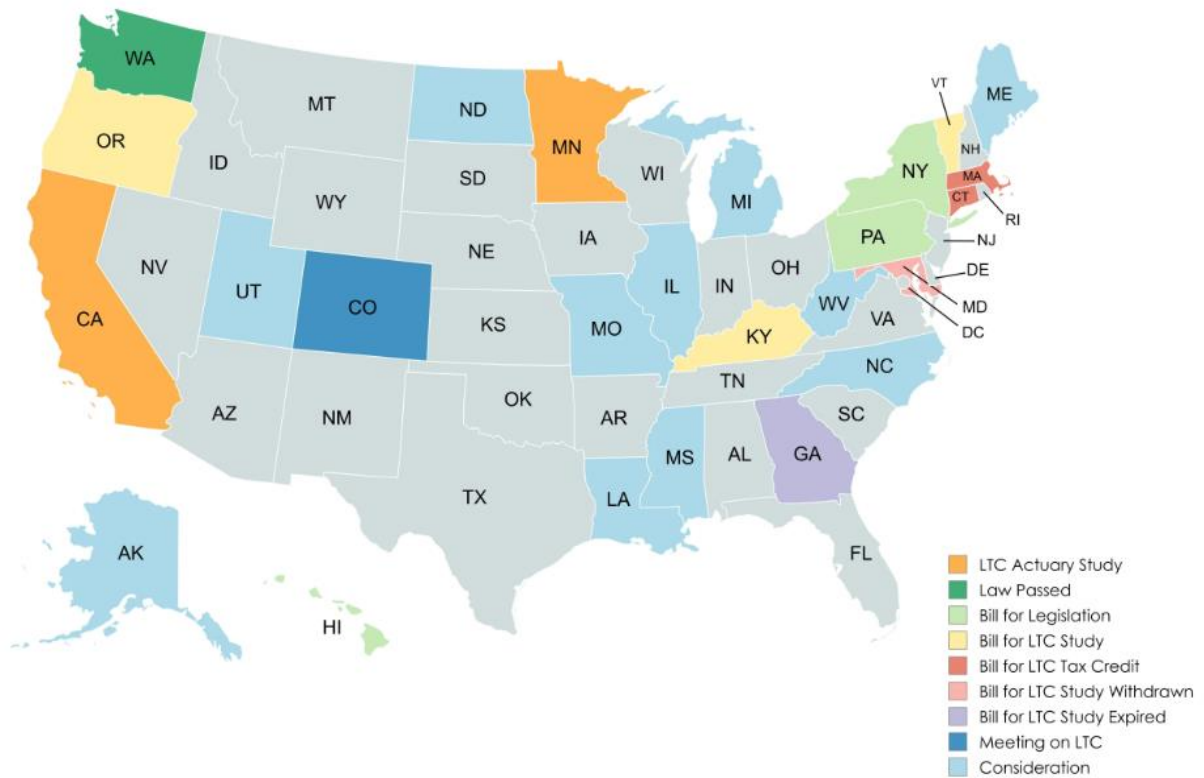 WA
VT
ME
MT
ND
OR
MN
NH
ID
SD
WI
NY
MA
CT
WY
MI
RI
IA
PA
NJ
NE
NV
OH
DE
UT
IL
IN
CO
WV
MD
CA
KS
MO
VA
DC
KY
NC
TN
OK
AZ
NM
AR
SC
MS
AL
GA
TX
LA
AK
FL
HI
LTC Actuary Study
Law Passed
Bill for Legislation
Bill for LTC Study
Bill for LTC Tax Credit
Bill for LTC Study Withdrawn
Bill for LTC Study Expired
Meeting on LTC
Consideration